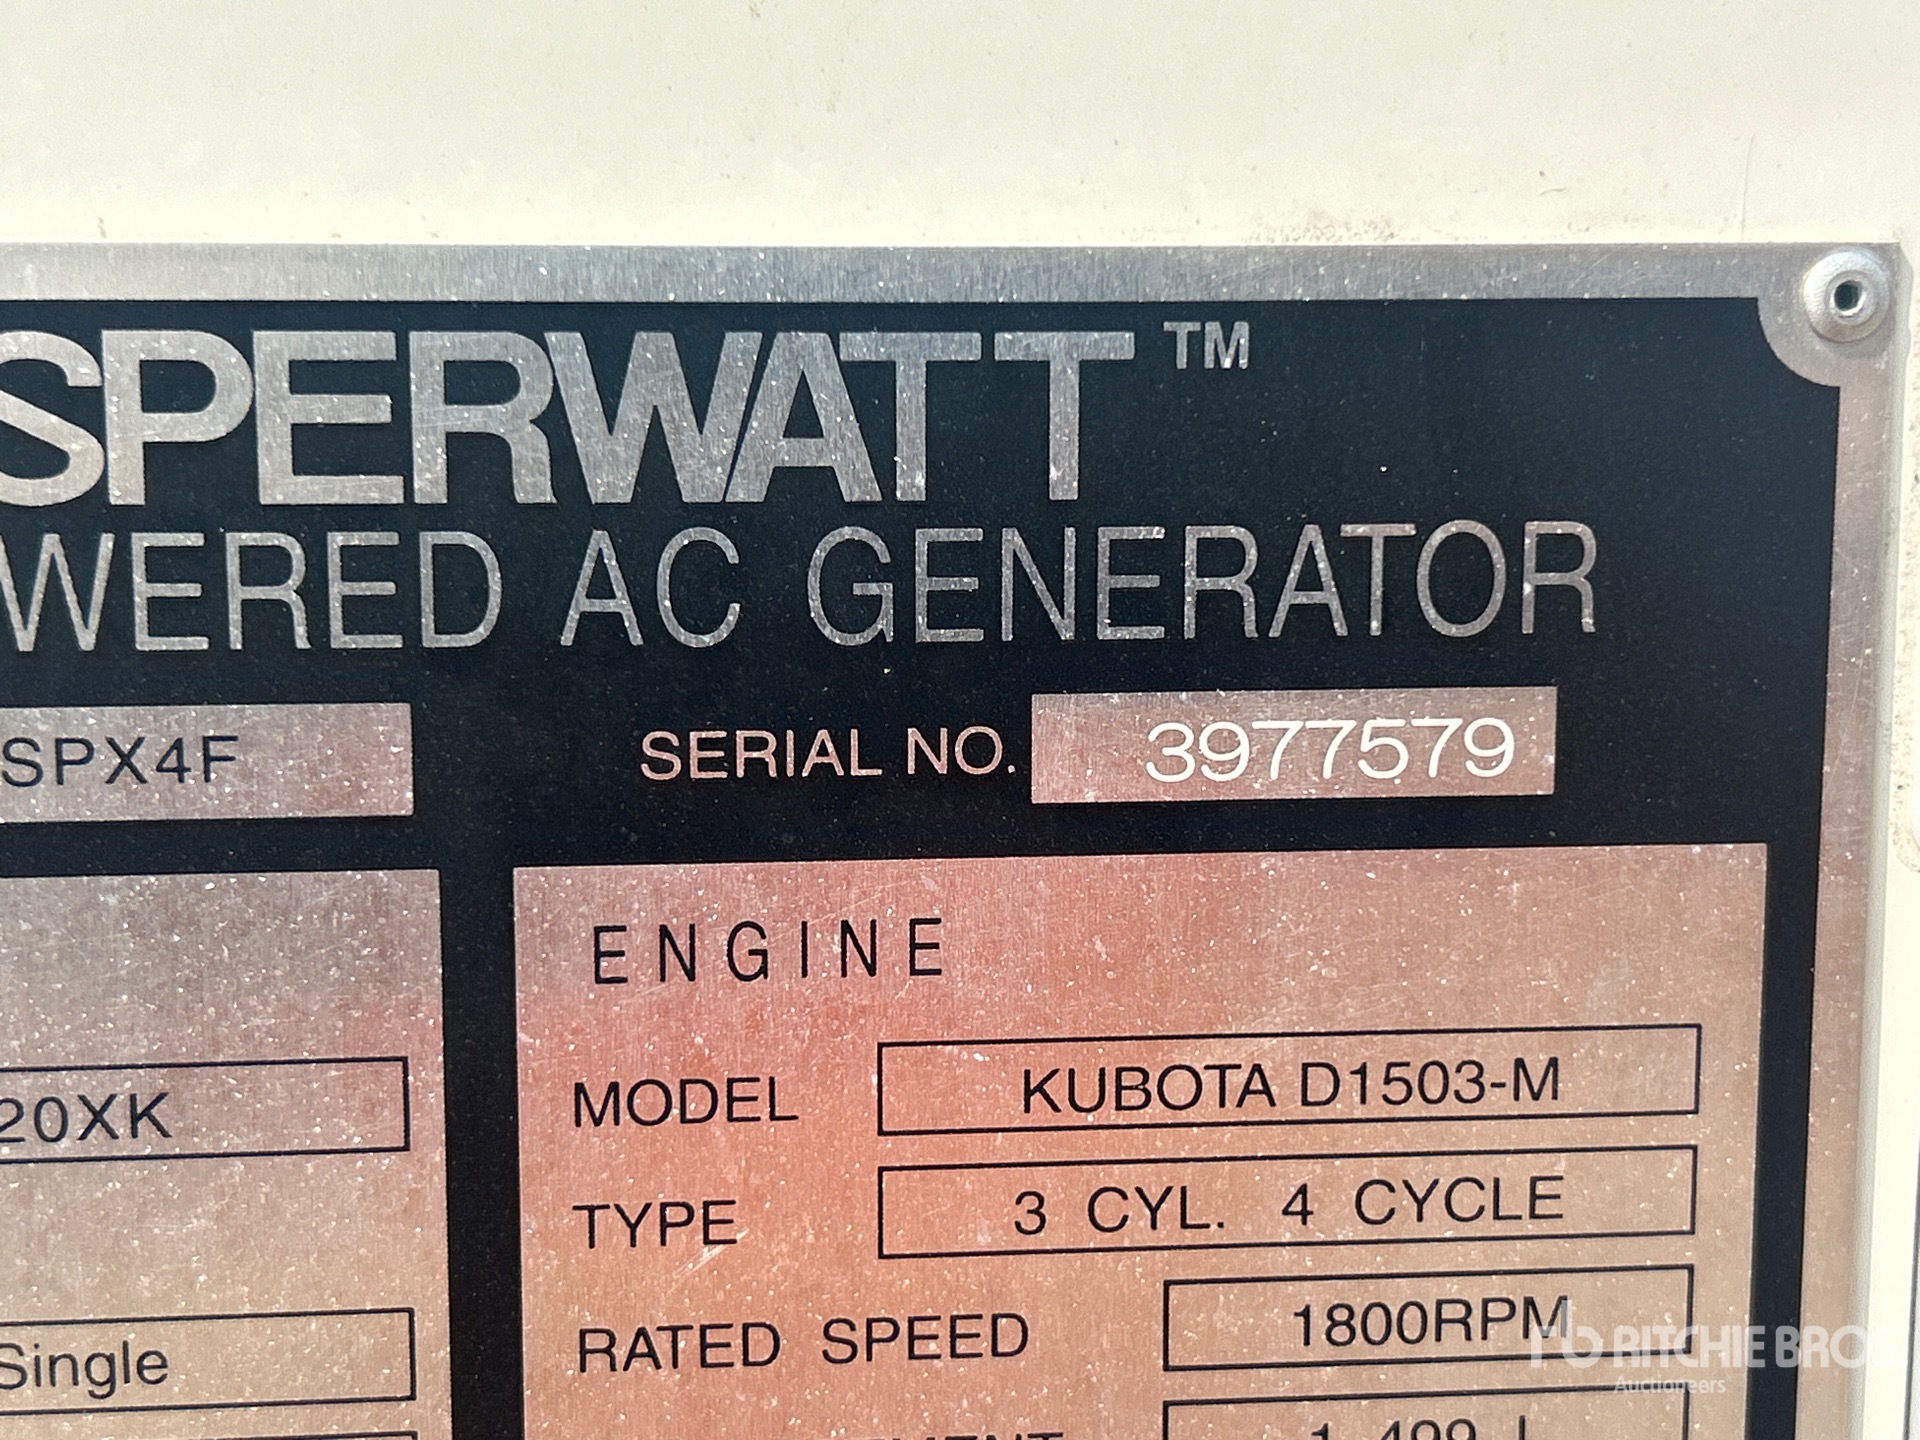 SPERWATT™
WERED AC GENERATOR
SPX4F
SERIAL NO. 3977579
ENGINE
20XK
MODEL KUBOTA D1503-M
TYPE 3 CYL. 4 CYCLE
Single
RATED SPEED 1800RPM
RITCHIE BROS
Auctioneers